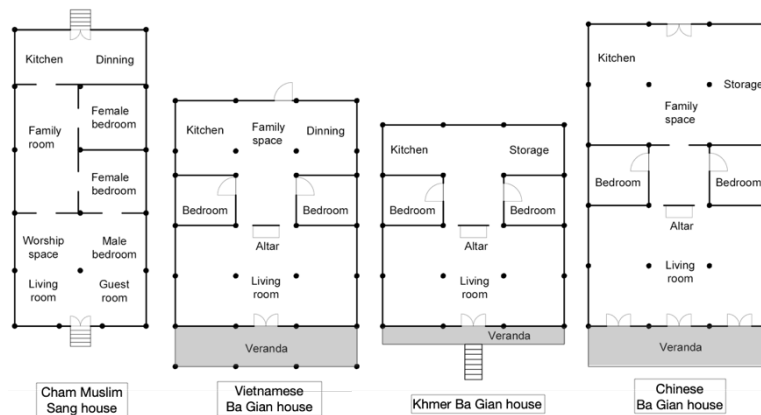 Kitchen Dinning
Female
bedroom
Family
room
Female
bedroom
Worship
space
Male
bedroom
Living
room
Guest
room
Cham Muslim
Sang house
Kitchen
Family
space
Dinning
Bedroom
Bedroom
Altar
Living
room
Veranda
Vietnamese
Ba Gian house
Kitchen
Storage
Bedroom
Bedroom
Altar
Living
room
Veranda
Khmer Ba Gian house
Kitchen
Storage
Family
space
Bedroom
Bedroom
Altar
Living
room
Veranda
Chinese
Ba Gian house